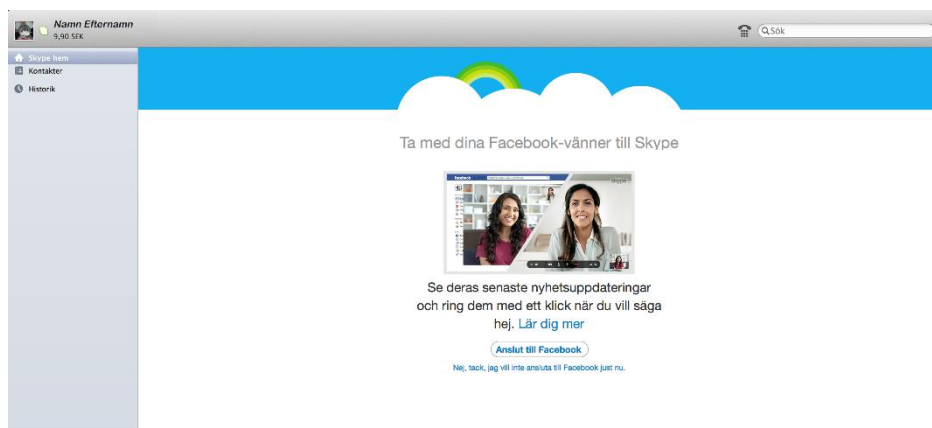 Namn Efternamn
9,90 SEK
Sök
Skype hem
Kontakter
Historik
Ta med dina Facebook-vänner till Skype
facebook
skype
Se deras senaste nyhetsuppdateringar
och ring dem med ett klick när du vill säga
hej. Lär dig mer
Anslut till Facebook
Nej, tack, jag vill inte ansluta till Facebook just nu.